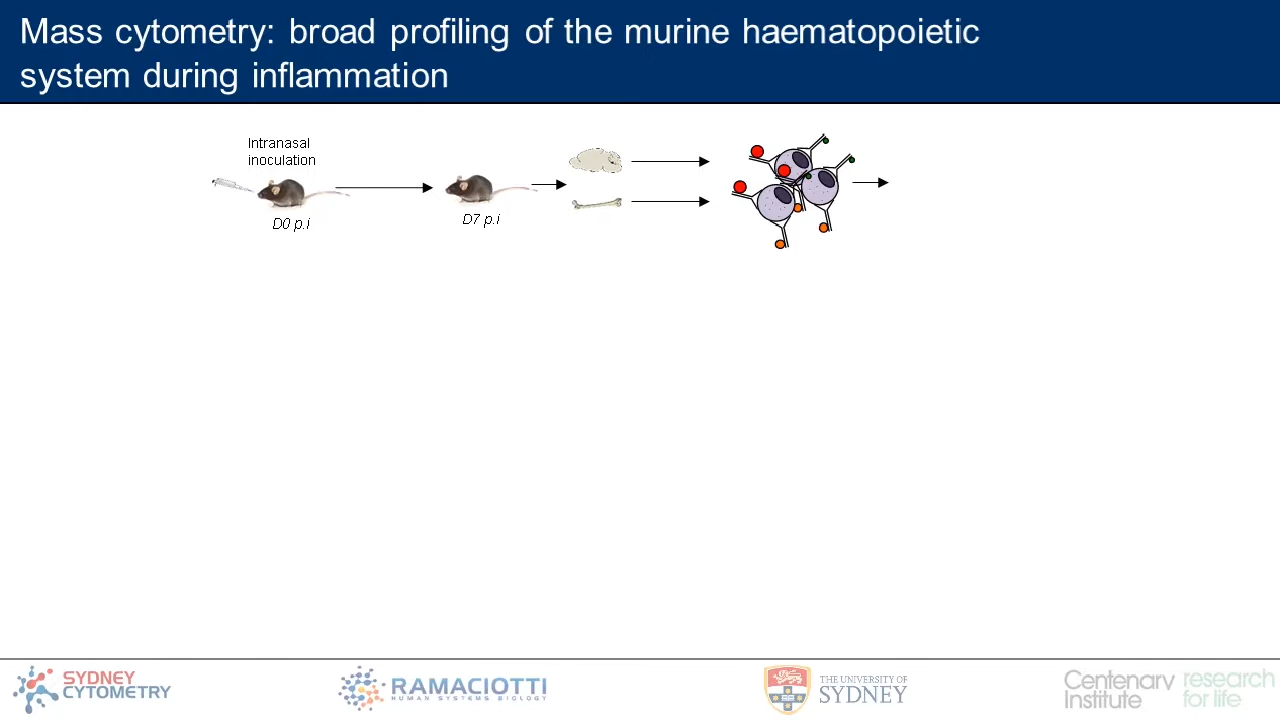 Mass cytometry: broad profiling of the murine haematopoietic
system during inflammation
Intranasal
inoculation
D0 p.i
D7 p.i
SYDNEY
CYTOMETRY
RAMACIOTTI
HUMAN SYSTEMS BIOLOGY
THE UNIVERSITY OF
SYDNEY
Centenary
Institute
research
for life